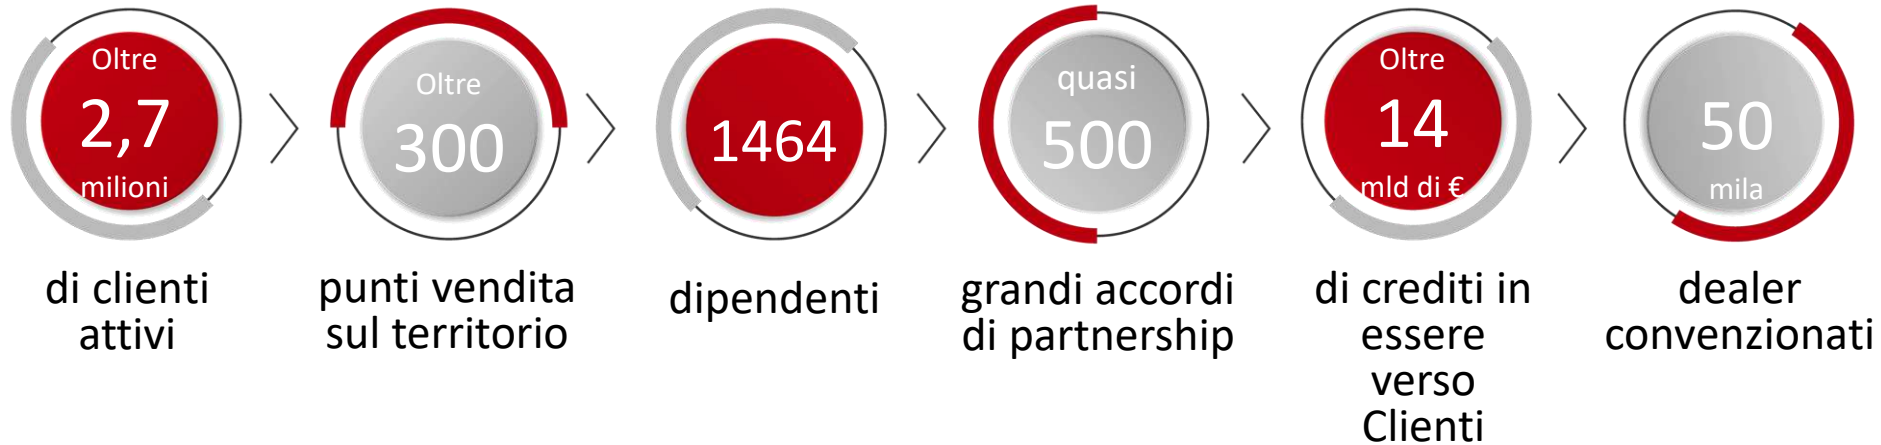 Oltre
2,7
milioni
di clienti
attivi
Oltre
300
punti vendita
sul territorio
1464
dipendenti
quasi
500
grandi accordi
di partnership
Oltre
14
mld di €
di crediti in
essere
verso
Clienti
50
mila
dealer
convenzionati